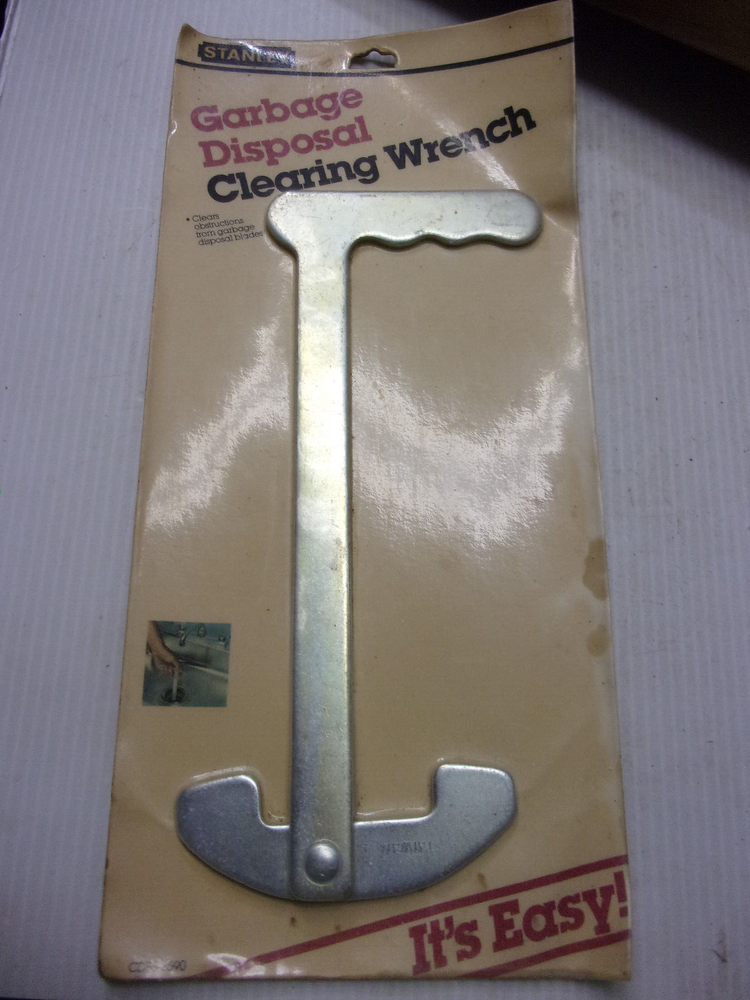 STANLEY
Garbage
Disposal
Clearing Wrench
• Clears
obstructions
from garbage
disposal blades
It's Easy!